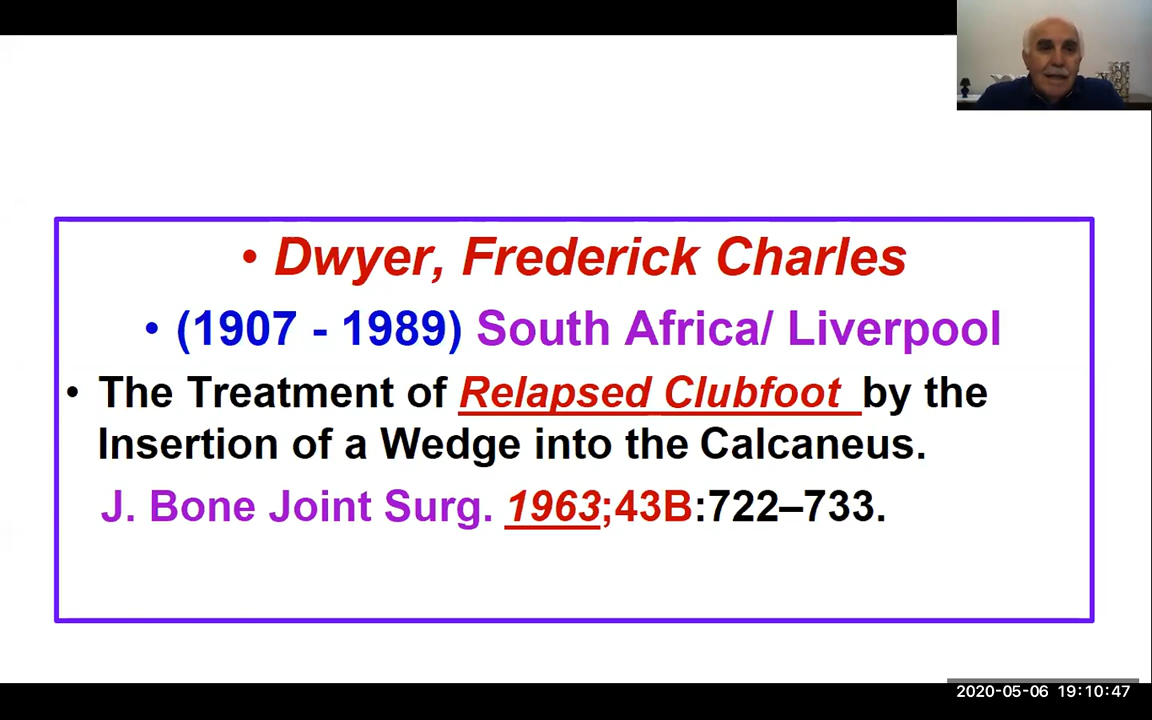 • Dwyer, Frederick Charles
• (1907 - 1989) South Africa/ Liverpool
• The Treatment of Relapsed Clubfoot by the
Insertion of a Wedge into the Calcaneus.
J. Bone Joint Surg. 1963;43B:722–733.
2020-05-06 19:10:47